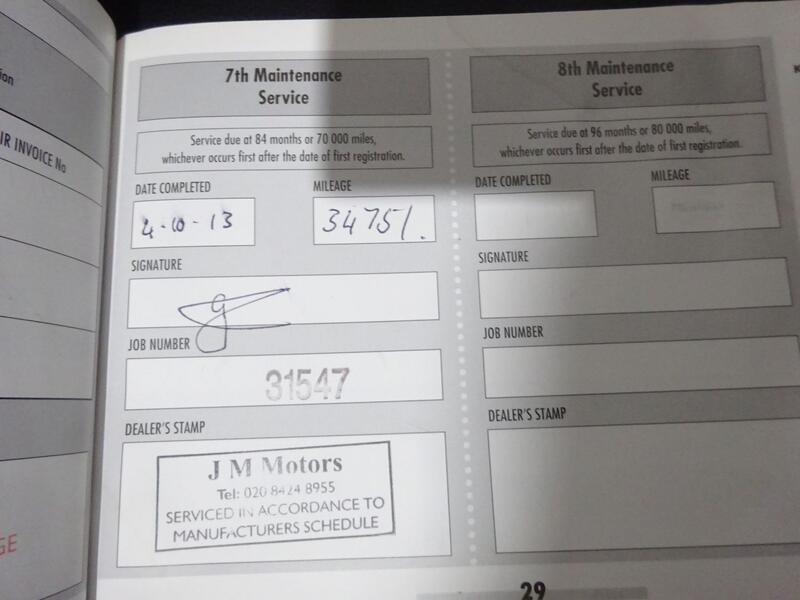 ion
IR INVOICE No
GE
7th Maintenance
Service
Service due at 84 months or 70 000 miles,
whichever occurs first after the date of first registration.
DATE COMPLETED
MILEAGE
4-10-13
34751.
SIGNATURE
JOB NUMBER
31547
DEALER'S STAMP
J M Motors
Tel: 020 8424 8955
SERVICED IN ACCORDANCE TO
MANUFACTURERS SCHEDULE
8th Maintenance
Service
Service due at 96 months or 80 000 miles,
whichever occurs first after the date of first registration.
DATE COMPLETED
MILEAGE
SIGNATURE
JOB NUMBER
DEALER'S STAMP
29